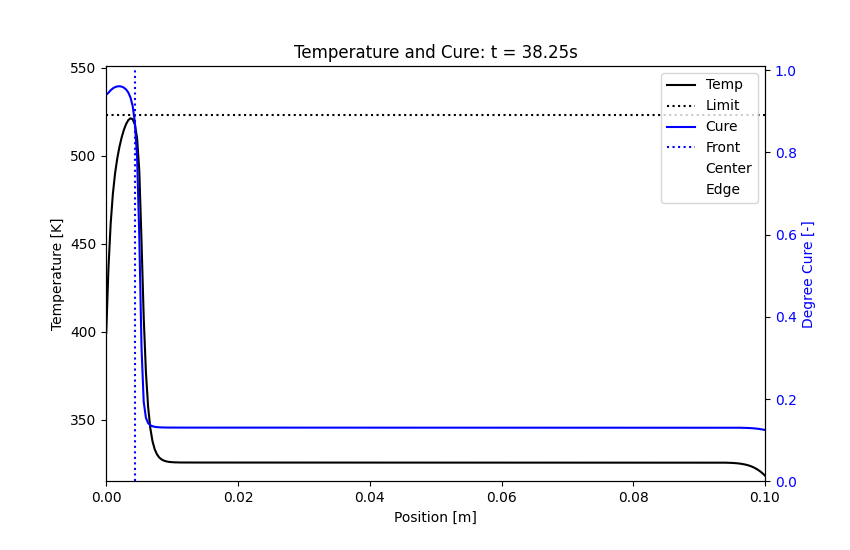 Temperature and Cure: t = 38.25s
550
500
450
400
350
Temperature [K]
1.0
0.8
0.6
0.4
0.2
0.0
Degree Cure [-]
Temp
Limit
Cure
Front
Center
Edge
0.00
0.02
0.04
0.06
0.08
0.10
Position [m]